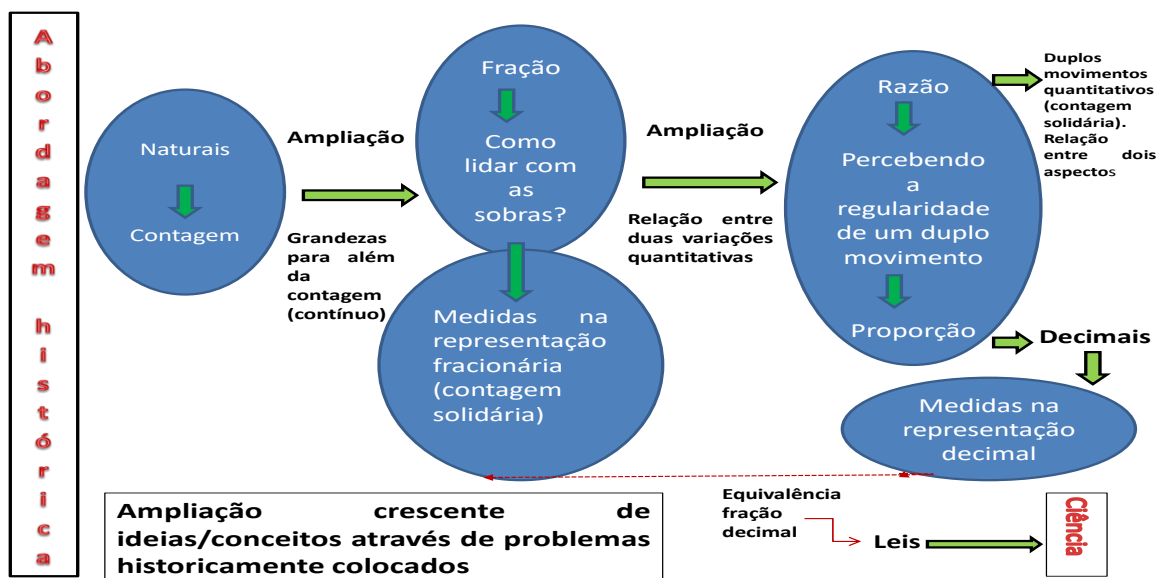 Abordagem histórica
Naturais
Contagem
Ampliação
Grandezas
para além
da
contagem
(contínuo)
Fração
Como
lidar com
as
sobras?
Medidas na
representação
fracionária
(contagem
solidária)
Ampliação
Relação entre
duas variações
quantitativas
Razão
Percebendo
a
regularidade
de um duplo
movimento
Proporção
Duplos
movimentos
quantitativos
(contagem
solidária).
Relação
entre dois
aspectos
Decimais
Medidas na
representação
decimal
Equivalência
fração
decimal
Leis
Ciência
Ampliação crescente de
ideias/conceitos através de problemas
historicamente colocados